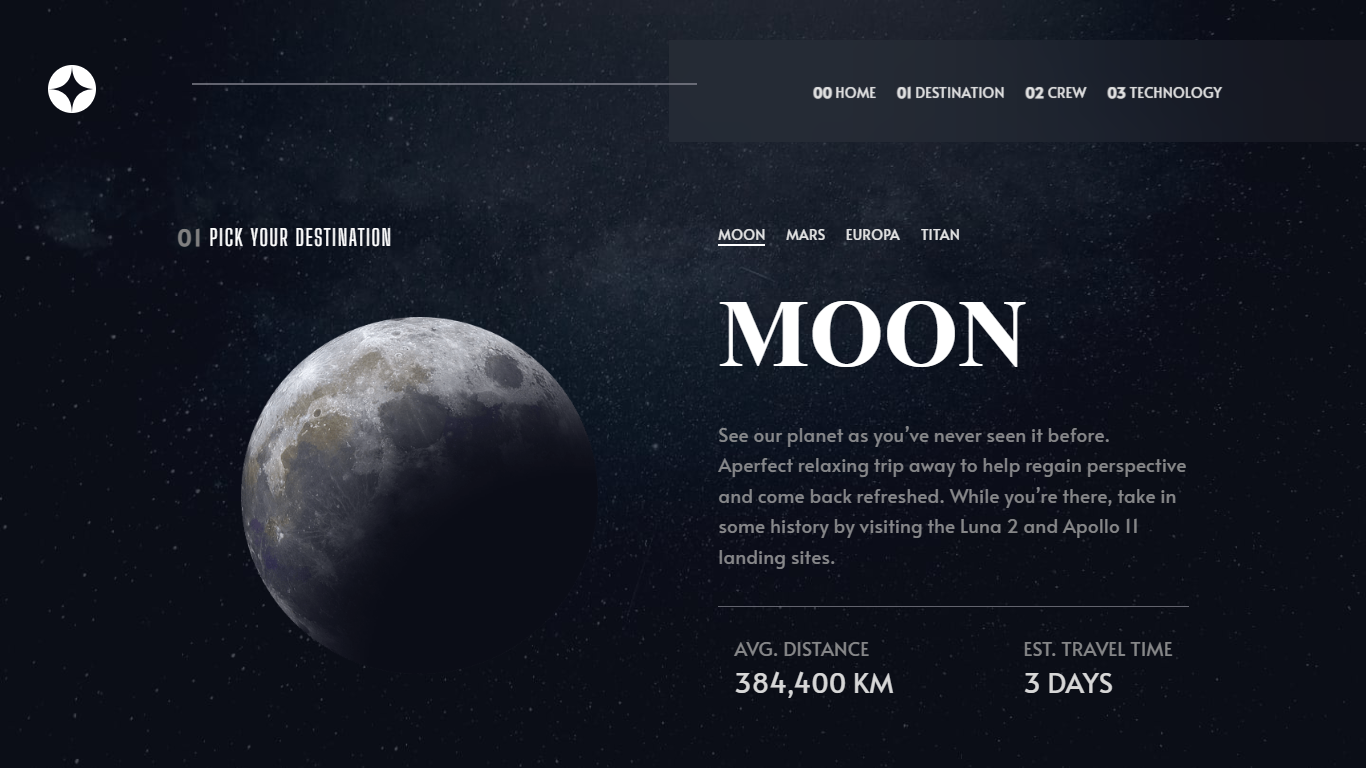 00 HOME 01 DESTINATION 02 CREW 03 TECHNOLOGY
01 PICK YOUR DESTINATION
MOON MARS EUROPA TITAN
MOON
See our planet as you’ve never seen it before.
Aperfect relaxing trip away to help regain perspective
and come back refreshed. While you’re there, take in
some history by visiting the Luna 2 and Apollo 11
landing sites.
AVG. DISTANCE EST. TRAVEL TIME
384,400 KM 3 DAYS